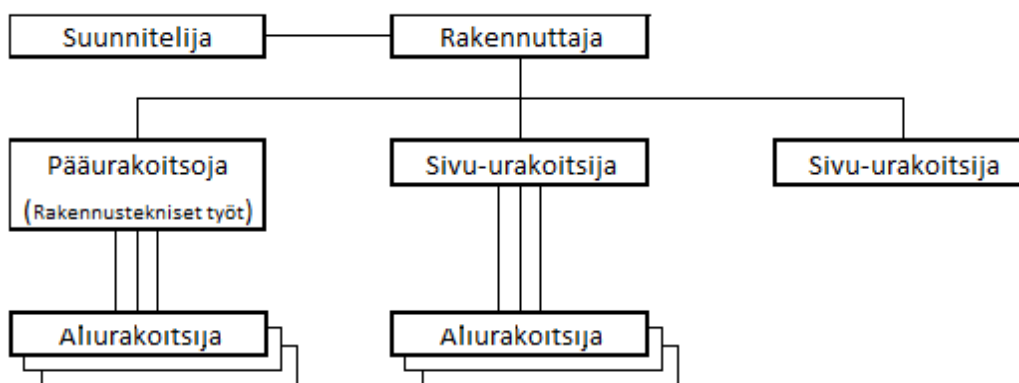 Suunnitelija
Rakennuttaja
Pääurakoitsoja
(Rakennustekniset työt)
Sivu-urakoitsija
Sivu-urakoitsija
Aliurakoitsija
Aliurakoitsija